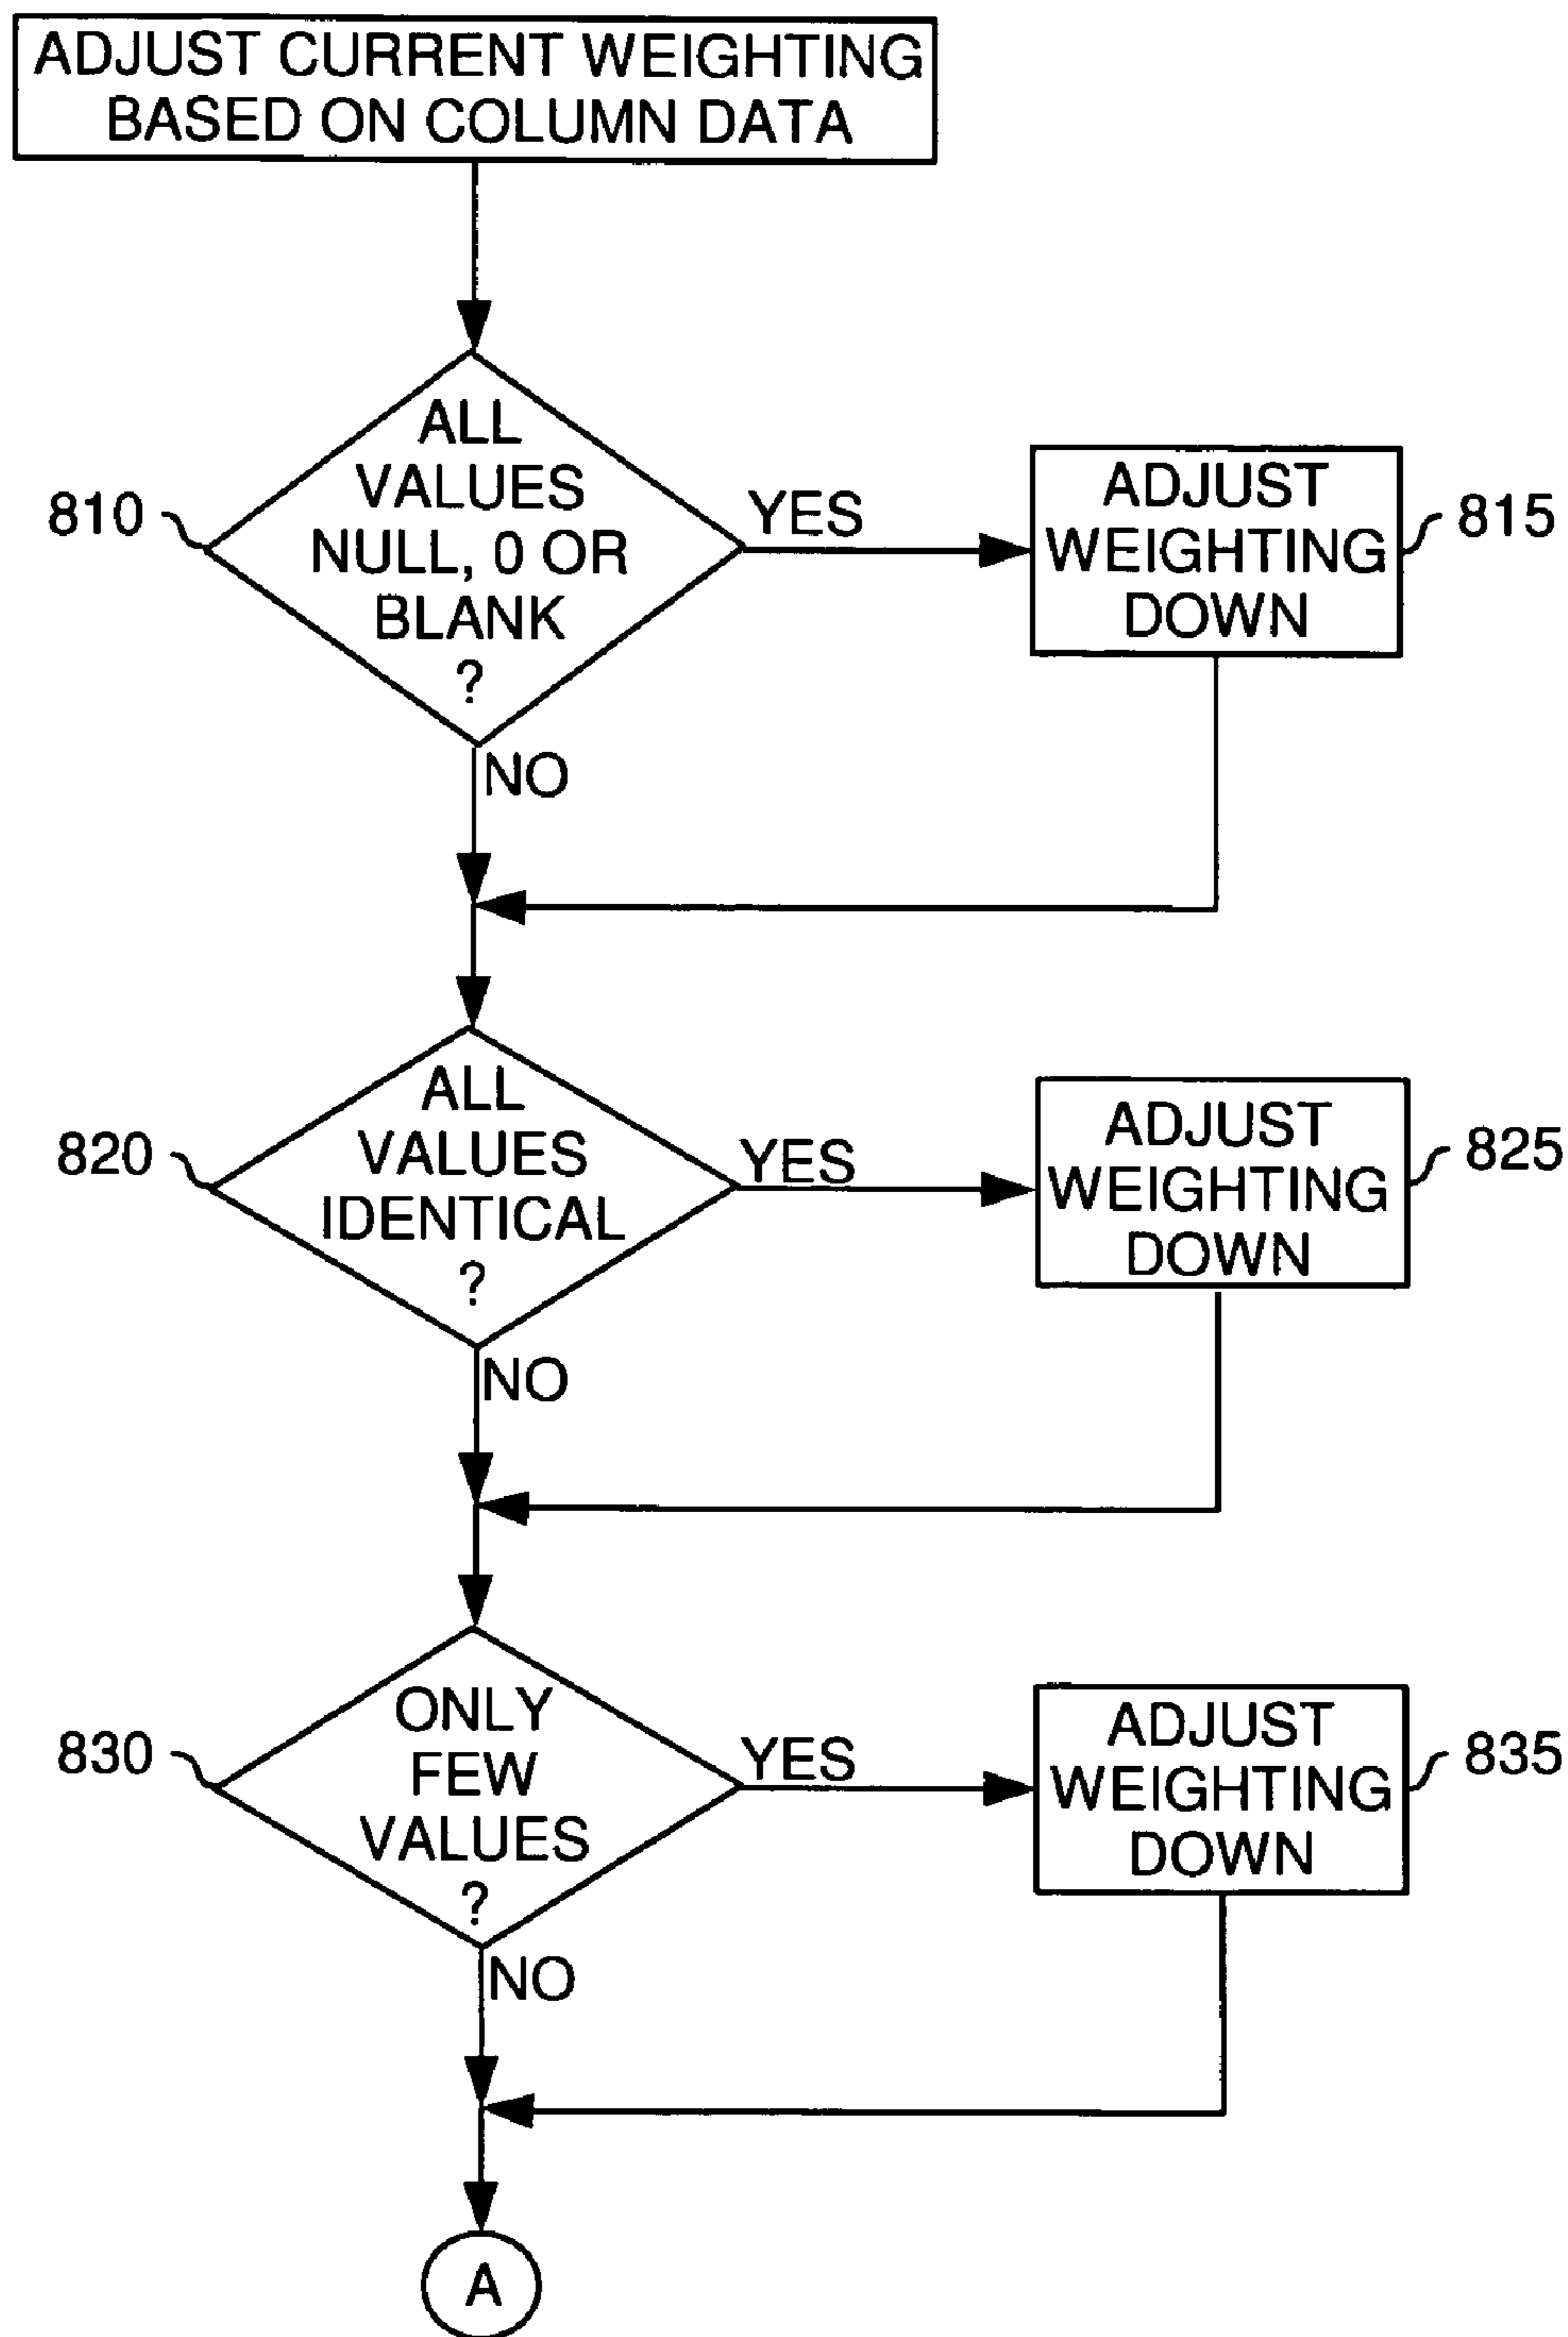 ADJUST CURRENT WEIGHTING
BASED ON COLUMN DATA
ALL
VALUES
NULL, 0 OR
BLANK
?
810
YES
ADJUST
WEIGHTING
DOWN
815
NO
ALL
VALUES
IDENTICAL
?
820
YES
ADJUST
WEIGHTING
DOWN
825
NO
ONLY
FEW
VALUES
?
830
YES
ADJUST
WEIGHTING
DOWN
835
NO
A